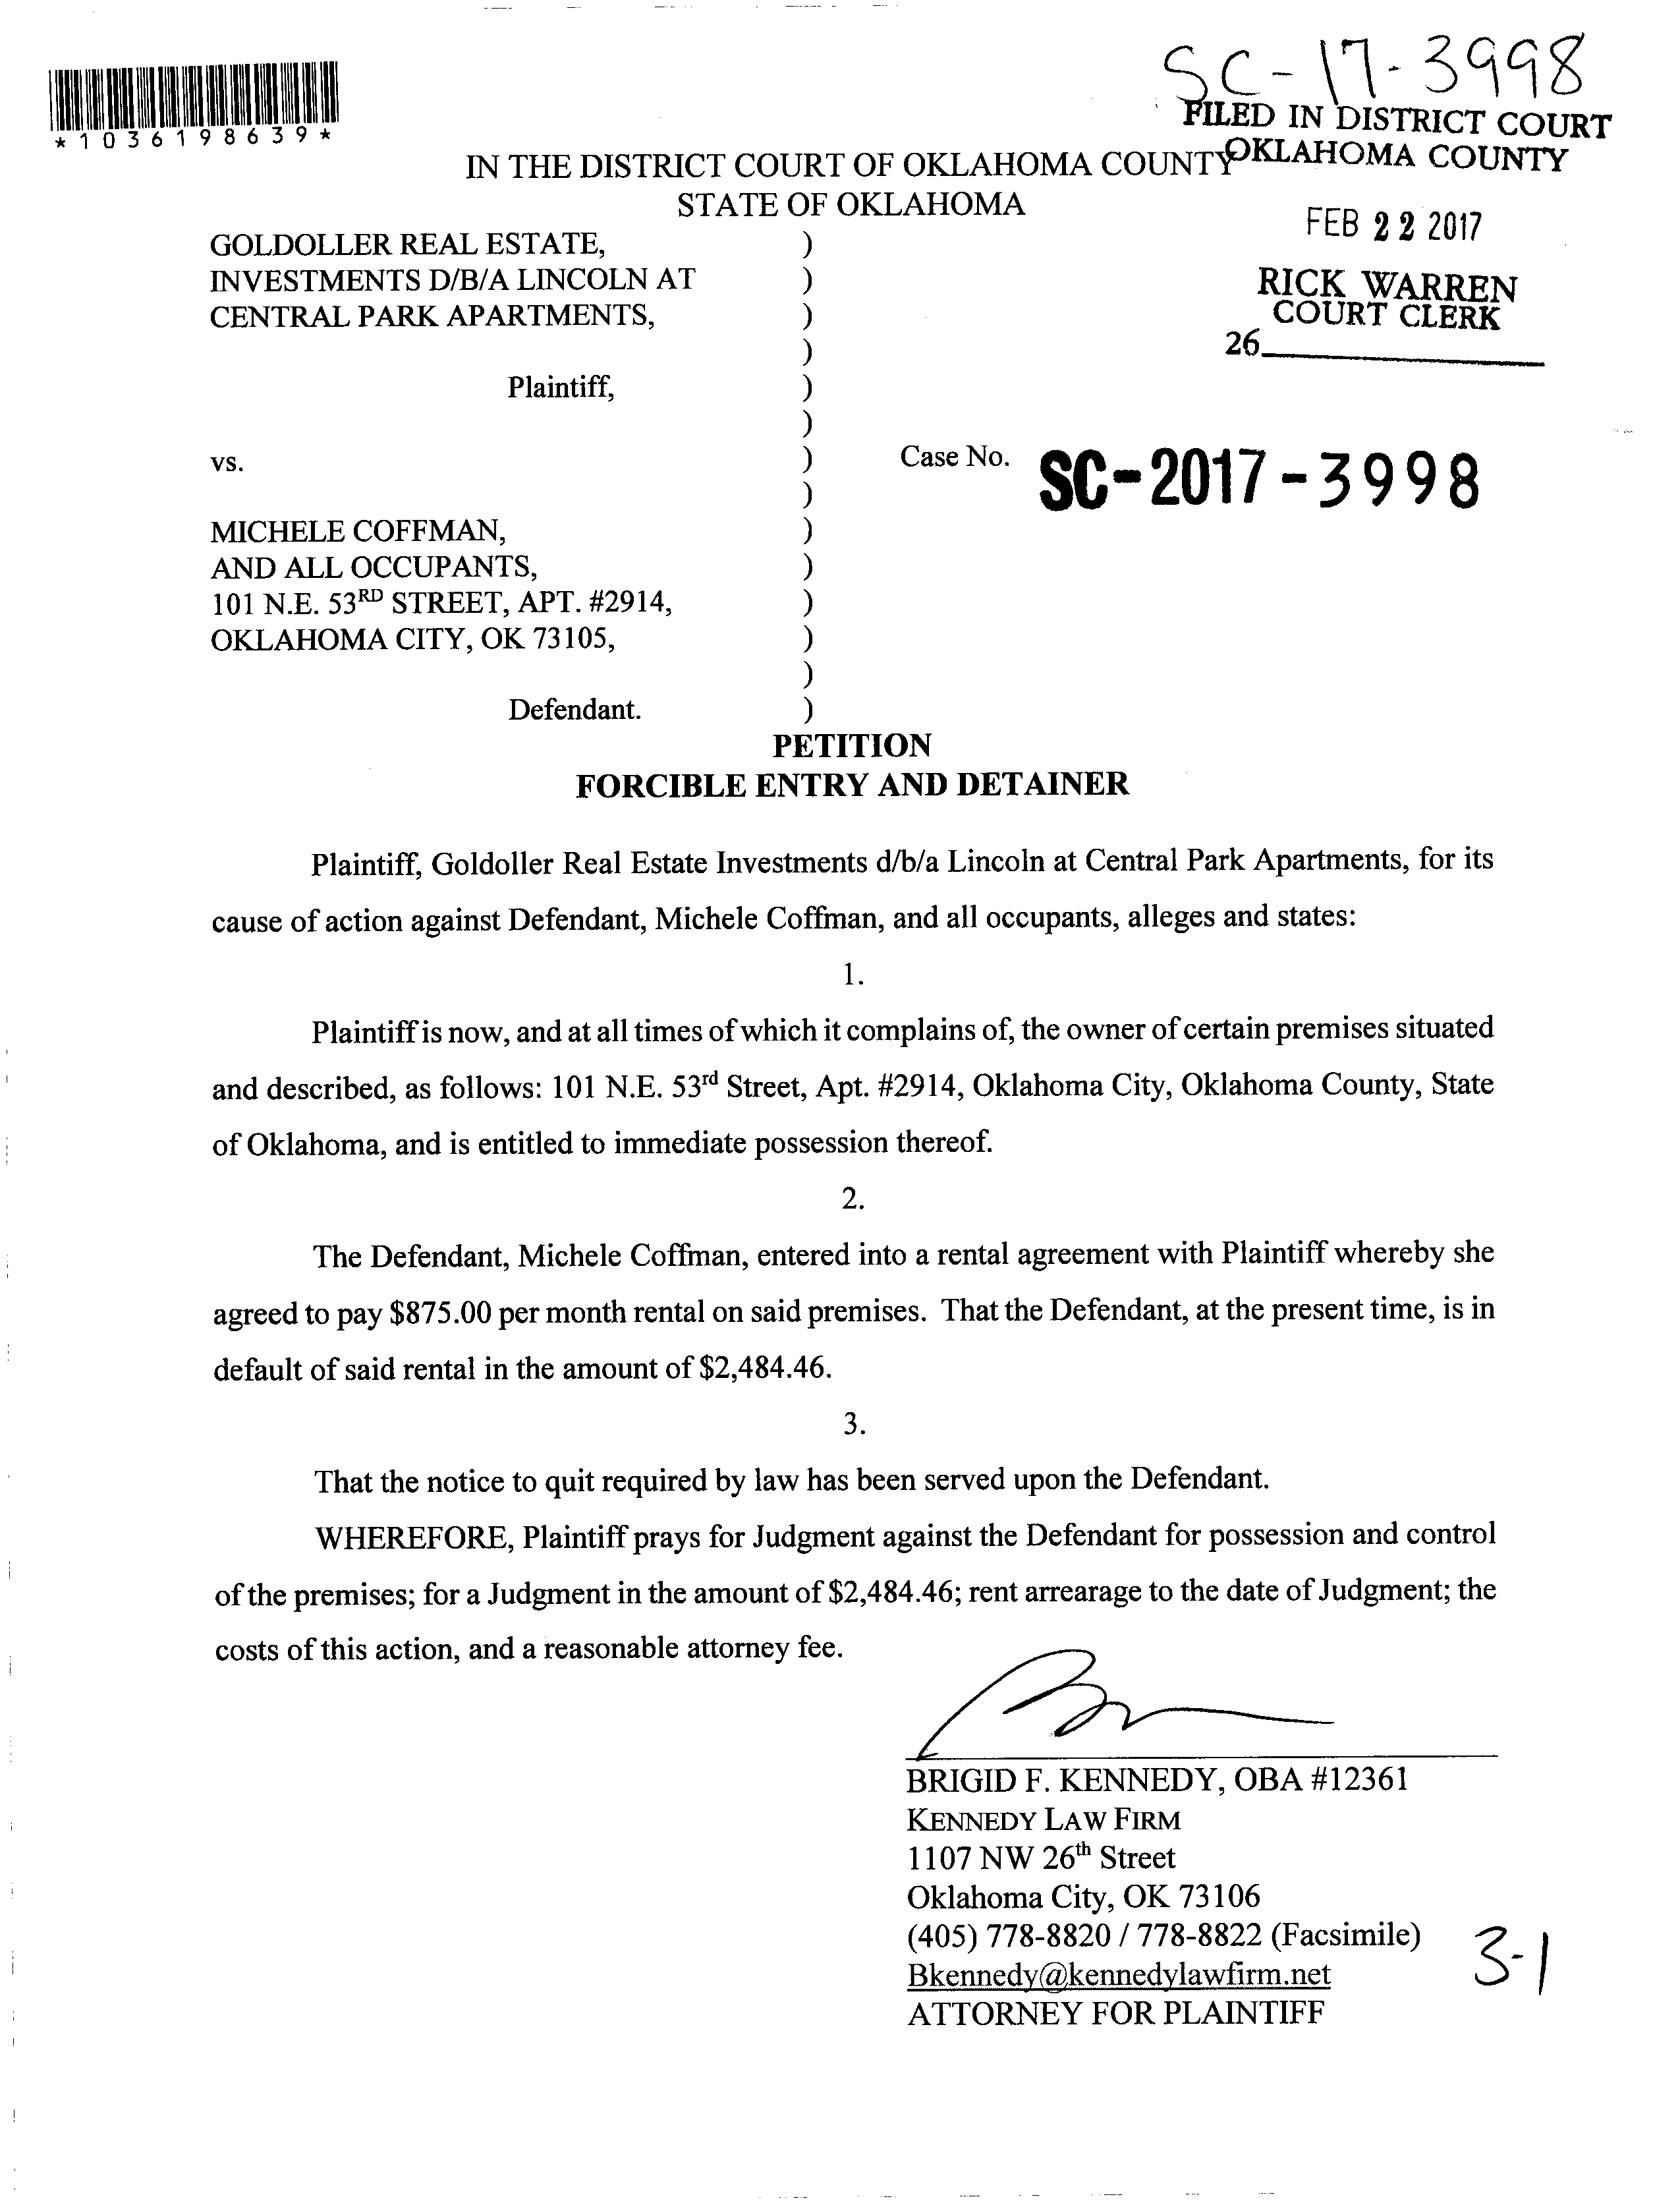 SC-17-3998
*1036198639*
FILED IN DISTRICT COURT
OKLAHOMA COUNTY
IN THE DISTRICT COURT OF OKLAHOMA COUNTY
STATE OF OKLAHOMA
FEB 22 2017
RICK WARREN
COURT CLERK
26
GOLDOLLER REAL ESTATE, )
INVESTMENTS D/B/A LINCOLN AT )
CENTRAL PARK APARTMENTS, )
)
Plaintiff, )
)
vs. ) Case No. SC-2017-3998
)
MICHELE COFFMAN, )
AND ALL OCCUPANTS, )
101 N.E. 53RD STREET, APT. #2914, )
OKLAHOMA CITY, OK 73105, )
)
Defendant. )
PETITION
FORCIBLE ENTRY AND DETAINER
Plaintiff, Goldoller Real Estate Investments d/b/a Lincoln at Central Park Apartments, for its
cause of action against Defendant, Michele Coffman, and all occupants, alleges and states:
1.
Plaintiff is now, and at all times of which it complains of, the owner of certain premises situated
and described, as follows: 101 N.E. 53rd Street, Apt. #2914, Oklahoma City, Oklahoma County, State
of Oklahoma, and is entitled to immediate possession thereof.
2.
The Defendant, Michele Coffman, entered into a rental agreement with Plaintiff whereby she
agreed to pay $875.00 per month rental on said premises. That the Defendant, at the present time, is in
default of said rental in the amount of $2,484.46.
3.
That the notice to quit required by law has been served upon the Defendant.
WHEREFORE, Plaintiff prays for Judgment against the Defendant for possession and control
of the premises; for a Judgment in the amount of $2,484.46; rent arrearage to the date of Judgment; the
costs of this action, and a reasonable attorney fee.
BRIGID F. KENNEDY, OBA #12361
KENNEDY LAW FIRM
1107 NW 26th Street
Oklahoma City, OK 73106
(405) 778-8820 / 778-8822 (Facsimile)
Bkennedy@kennedylawfirm.net
ATTORNEY FOR PLAINTIFF
3-1